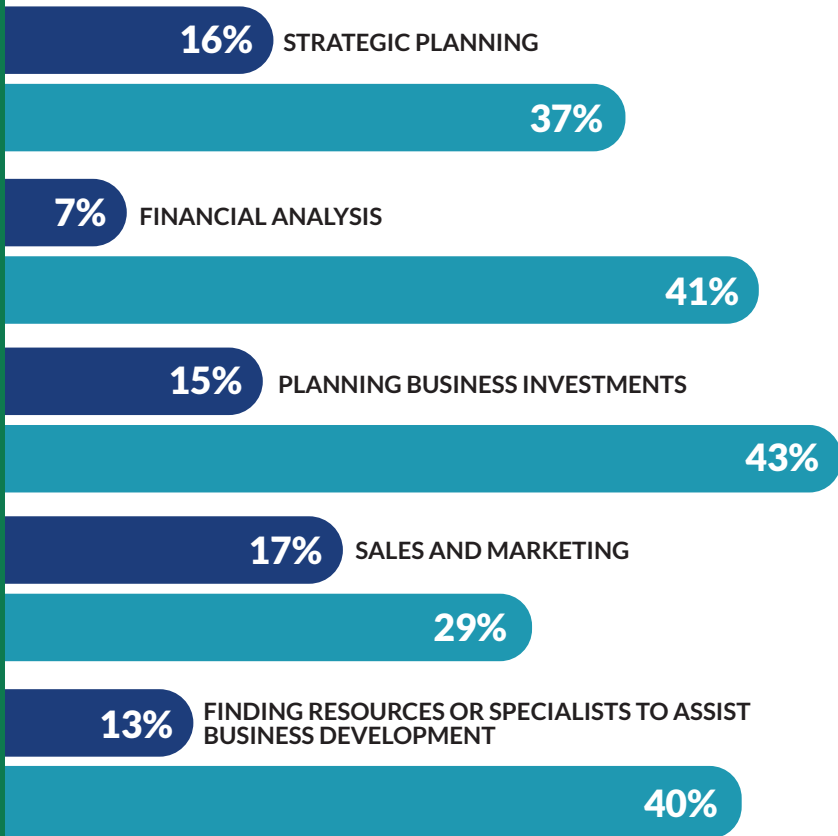 16% STRATEGIC PLANNING
37%
7% FINANCIAL ANALYSIS
41%
15% PLANNING BUSINESS INVESTMENTS
43%
17% SALES AND MARKETING
29%
13% FINDING RESOURCES OR SPECIALISTS TO ASSIST
BUSINESS DEVELOPMENT
40%